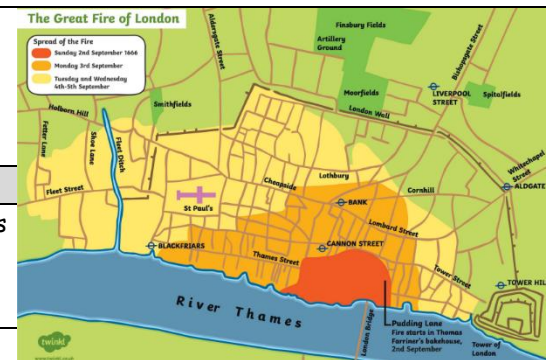 The Great Fire of London
Spread of the Fire
Sunday 2nd September 1666
Monday 3rd September
Tuesday and Wednesday
4th-5th September
Finsbury Fields
Artillery
Ground
Aldersgate Street
Bishopsgate Street
Moorfields
LIVERPOOL
STREET
Spitalfields
Smithfields
London Wall
Holborn Hill
Fetter Lane
Shoe Lane
Fleet Ditch
Whitechapel
Street
ALDGATE
Lothbury
Cheapside
Cornhill
Fleet Street
St Paul's
BANK
Lombard Street
BLACKFRIARS
CANNON STREET
Thames Street
Tower Street
TOWER HILL
River Thames
London Bridge
Pudding Lane
Fire starts in Thomas
Farriner's bakehouse,
2nd September
Tower of
London
twinkl
s